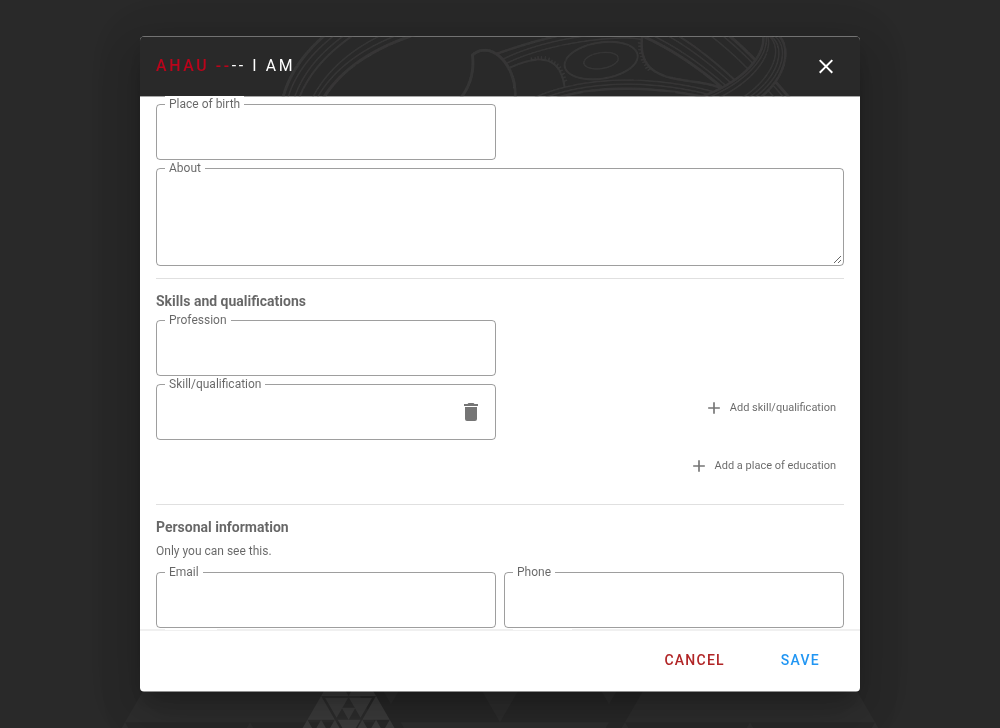 AHAU ---- I AM
Place of birth
About
Skills and qualifications
Profession
Skill/qualification
Add skill/qualification
Add a place of education
Personal information
Only you can see this.
Email
Phone
CANCEL
SAVE